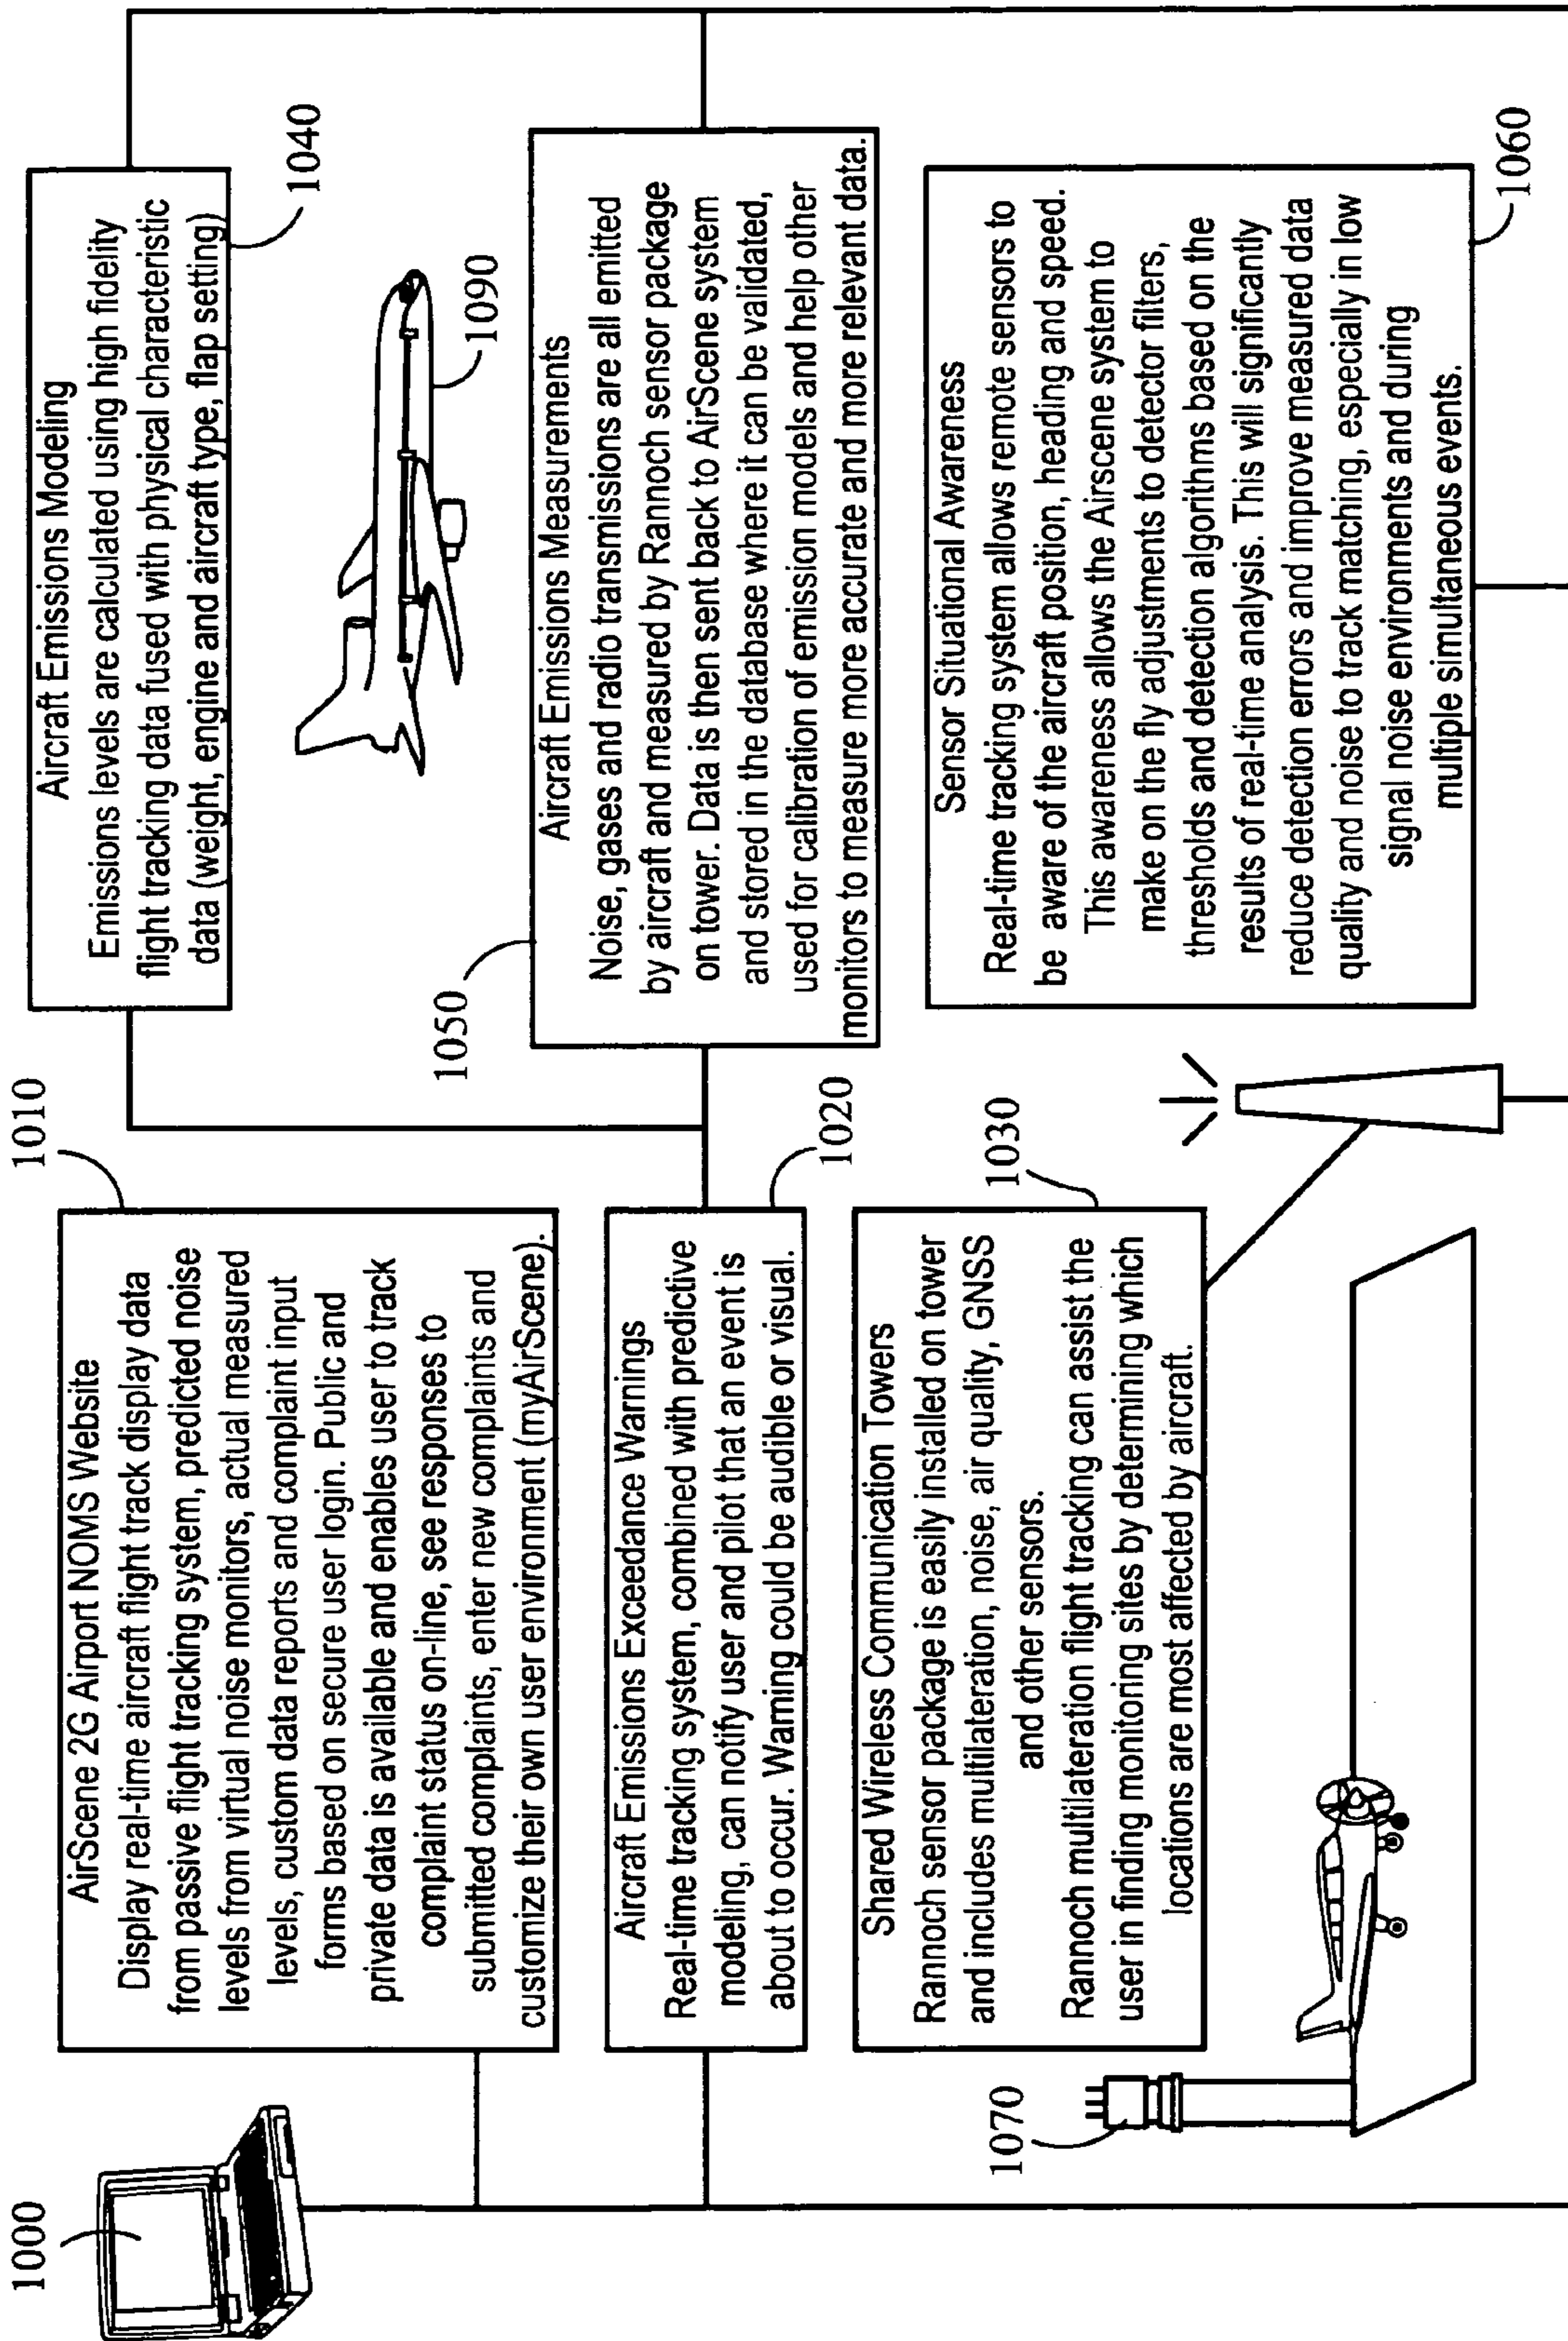 1000
1010
AirScene 2G Airport NOMS Website
Display real-time aircraft flight track display data
from passive flight tracking system, predicted noise
levels from virtual noise monitors, actual measured
levels, custom data reports and complaint input
forms based on secure user login. Public and
private data is available and enables user to track
complaint status on-line, see responses to
submitted complaints, enter new complaints and
customize their own user environment (myAirScene).
Aircraft Emissions Exceedance Warnings
Real-time tracking system, combined with predictive
modeling, can notify user and pilot that an event is
about to occur. Warning could be audible or visual.
1020
Shared Wireless Communication Towers
Rannoch sensor package is easily installed on tower
and includes multilateration, noise, air quality, GNSS
and other sensors.
Rannoch multilateration flight tracking can assist the
user in finding monitoring sites by determining which
locations are most affected by aircraft.
1030
1070
Aircraft Emissions Modeling
Emissions levels are calculated using high fidelity
flight tracking data fused with physical characteristic
data (weight, engine and aircraft type, flap setting)
1040
1090
1050
Aircraft Emissions Measurements
Noise, gases and radio transmissions are all emitted
by aircraft and measured by Rannoch sensor package
on tower. Data is then sent back to AirScene system
and stored in the database where it can be validated,
used for calibration of emission models and help other
monitors to measure more accurate and more relevant data.
Sensor Situational Awareness
Real-time tracking system allows remote sensors to
be aware of the aircraft position, heading and speed.
This awareness allows the Airscene system to
make on the fly adjustments to detector filters,
thresholds and detection algorithms based on the
results of real-time analysis. This will significantly
reduce detection errors and improve measured data
quality and noise to track matching, especially in low
signal noise environments and during
multiple simultaneous events.
1060